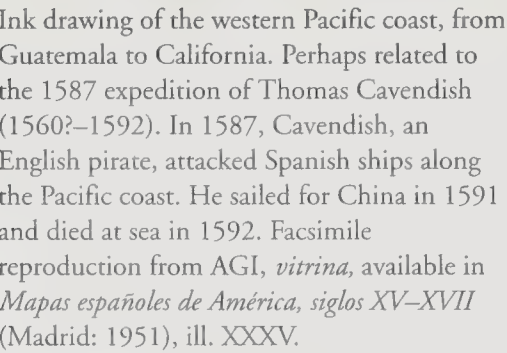 Ink drawing of the western Pacific coast, from
Guatemala to California. Perhaps related to
the 1587 expedition of Thomas Cavendish
(1560?–1592). In 1587, Cavendish, an
English pirate, attacked Spanish ships along
the Pacific coast. He sailed for China in 1591
and died at sea in 1592. Facsimile
reproduction from AGI, vitrina, available in
Mapas españoles de América, siglos XV–XVII
(Madrid: 1951), ill. XXXV.